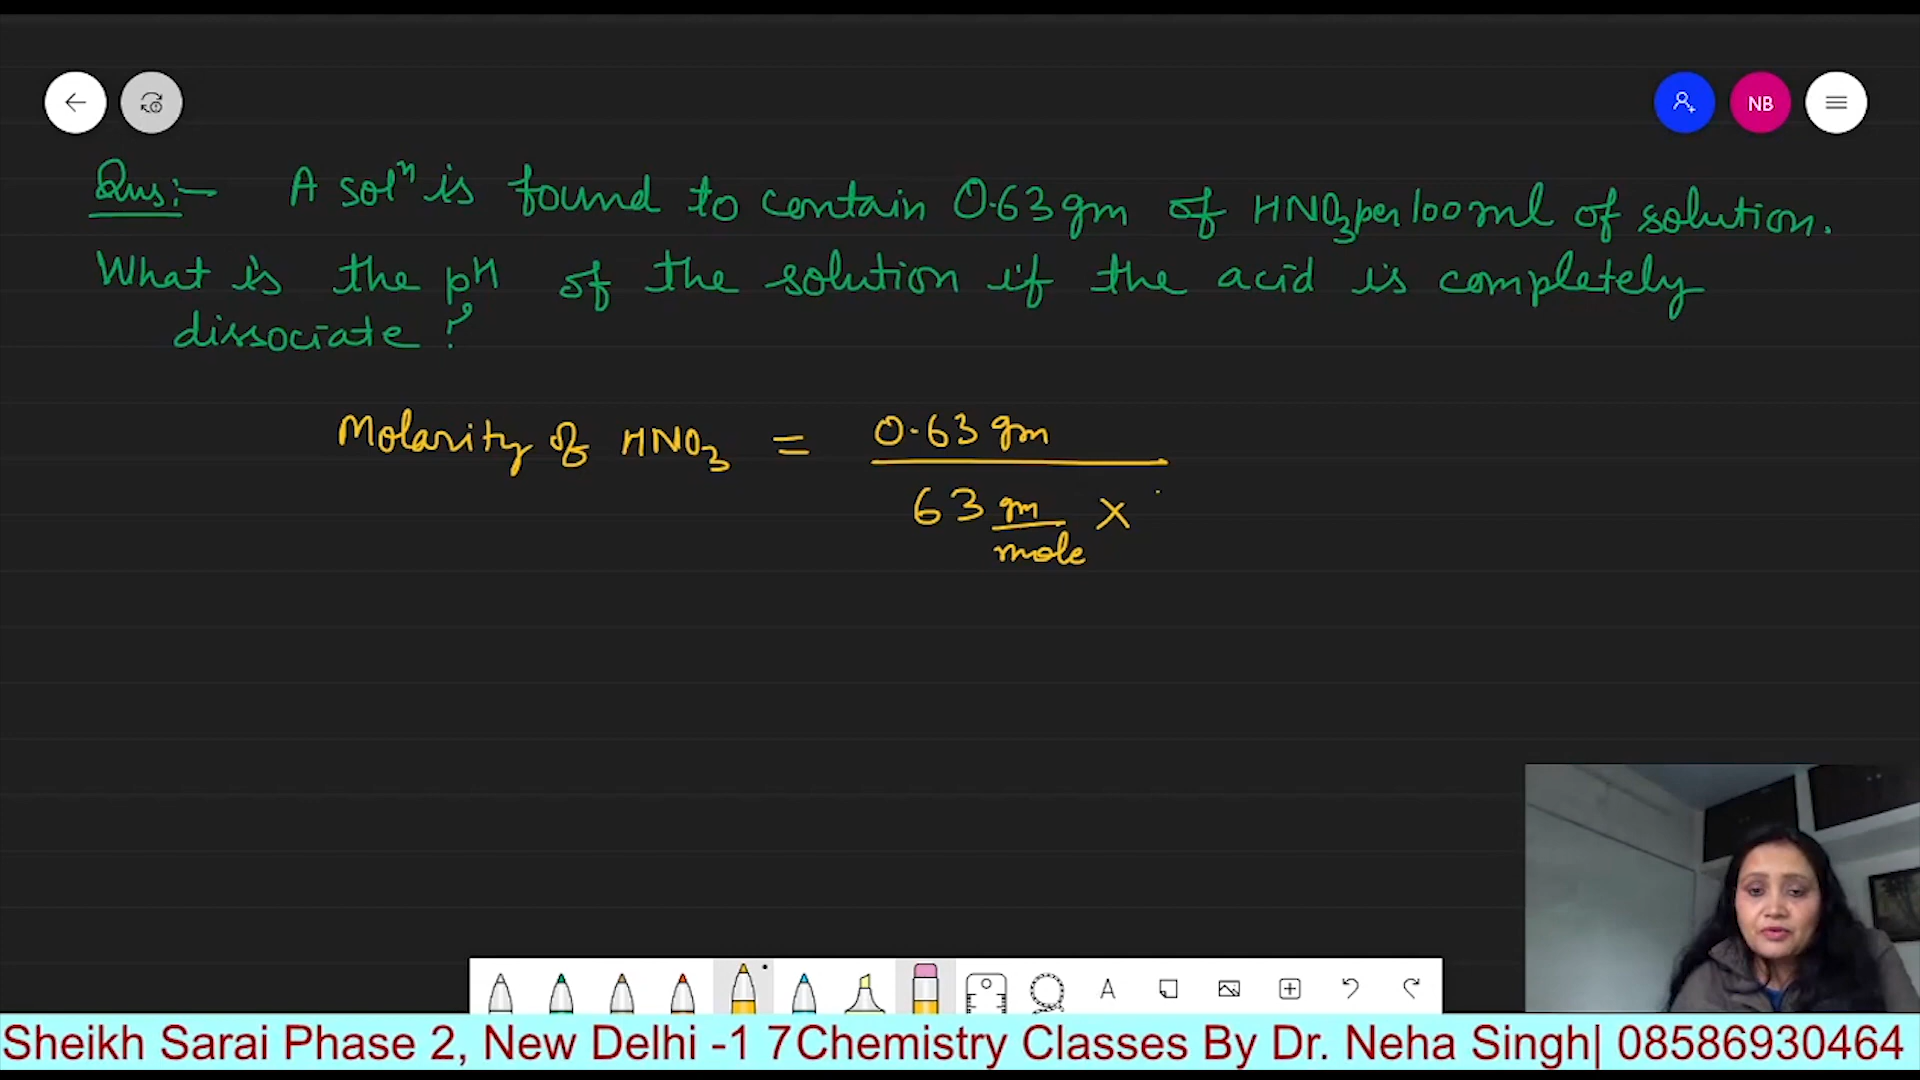 NB
Qus:- A solⁿ is found to contain 0.63 gm of HNO₃ per 100 ml of solution.
What is the pH of the solution if the acid is completely
dissociate ?
Molarity of HNO₃ = 0.63 gm
63 gm ×
mole
A
Sheikh Sarai Phase 2, New Delhi -1 7Chemistry Classes By Dr. Neha Singh| 08586930464